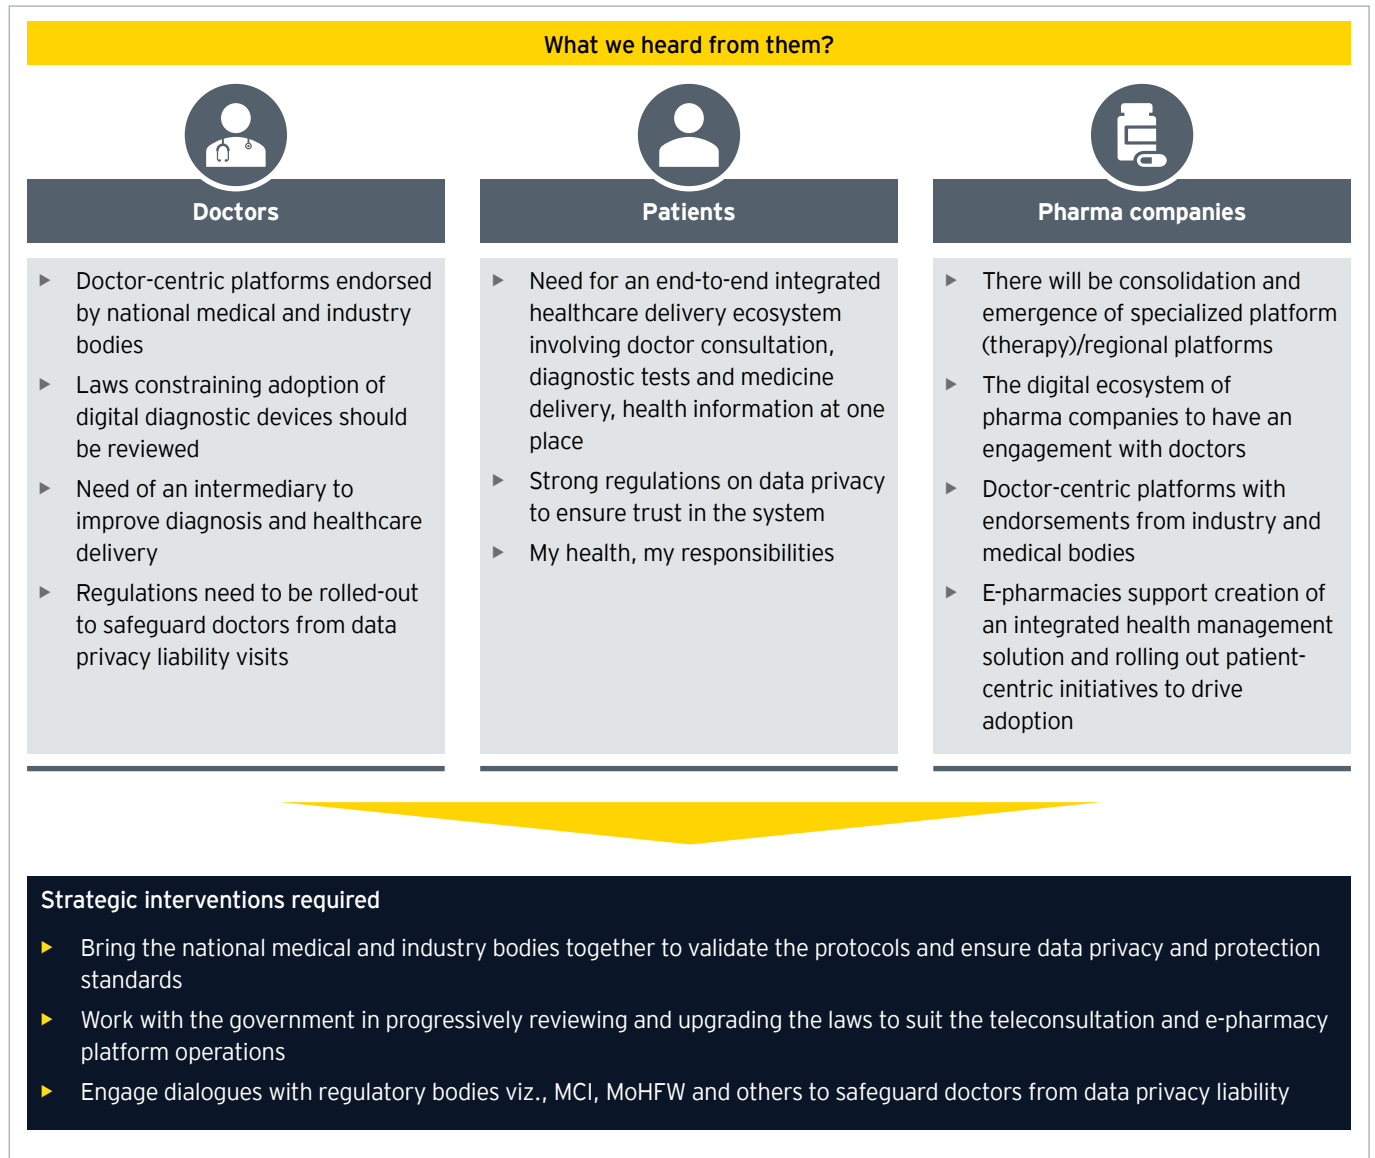 What we heard from them?
Doctors
Doctor-centric platforms endorsed
by national medical and industry
bodies
Laws constraining adoption of
digital diagnostic devices should
be reviewed
Need of an intermediary to
improve diagnosis and healthcare
delivery
Regulations need to be rolled-out
to safeguard doctors from data
privacy liability visits
Patients
Need for an end-to-end integrated
healthcare delivery ecosystem
involving doctor consultation,
diagnostic tests and medicine
delivery, health information at one
place
Strong regulations on data privacy
to ensure trust in the system
My health, my responsibilities
Pharma companies
There will be consolidation and
emergence of specialized platform
(therapy)/regional platforms
The digital ecosystem of
pharma companies to have an
engagement with doctors
Doctor-centric platforms with
endorsements from industry and
medical bodies
E-pharmacies support creation of
an integrated health management
solution and rolling out patient-
centric initiatives to drive
adoption
Strategic interventions required
Bring the national medical and industry bodies together to validate the protocols and ensure data privacy and protection
standards
Work with the government in progressively reviewing and upgrading the laws to suit the teleconsultation and e-pharmacy
platform operations
Engage dialogues with regulatory bodies viz., MCI, MoHFW and others to safeguard doctors from data privacy liability